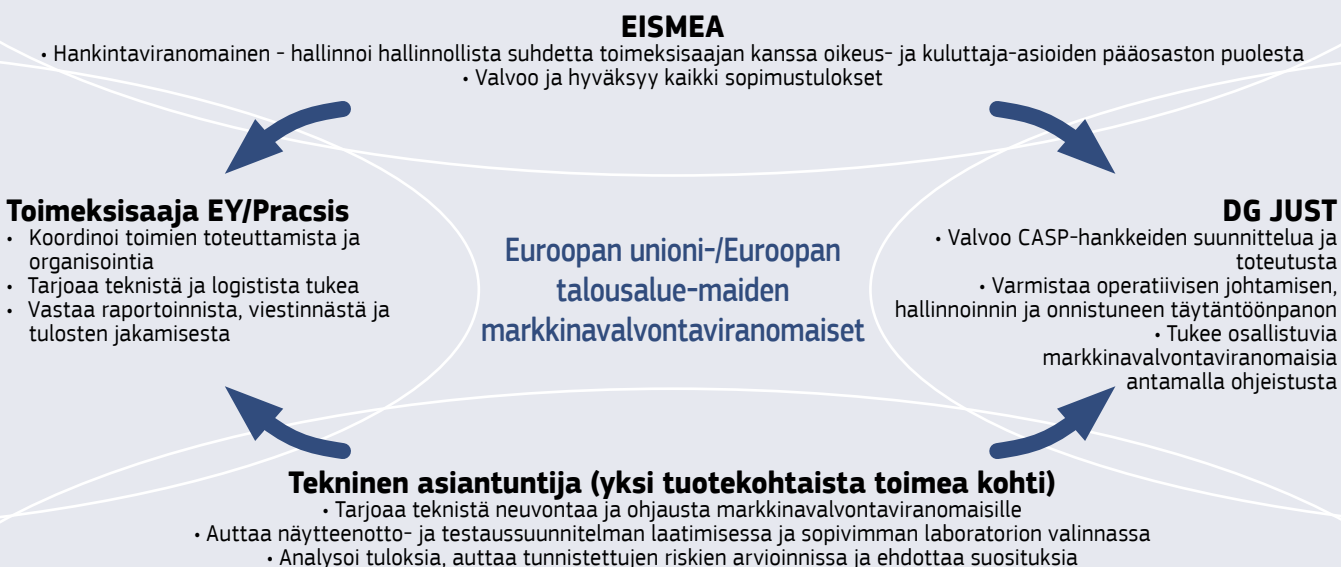 EISMEA
• Hankintaviranomainen - hallinnoi hallinnollista suhdetta toimeksisaajan kanssa oikeus- ja kuluttaja-asioiden pääosaston puolesta
• Valvoo ja hyväksyy kaikki sopimustulokset
Toimeksisaaja EY/Pracsis
• Koordinoi toimien toteuttamista ja
organisointia
• Tarjoaa teknistä ja logistista tukea
• Vastaa raportoinnista, viestinnästä ja
tulosten jakamisesta
Euroopan unioni-/Euroopan
talousalue-maiden
markkinavalvontaviranomaiset
DG JUST
• Valvoo CASP-hankkeiden suunnittelua ja
toteutusta
• Varmistaa operatiivisen johtamisen,
hallinnoinnin ja onnistuneen täytäntöönpanon
• Tukee osallistuvia
markkinavalvontaviranomaisia
antamalla ohjeistusta
Tekninen asiantuntija (yksi tuotekohtaista toimea kohti)
• Tarjoaa teknistä neuvontaa ja ohjausta markkinavalvontaviranomaisille
• Auttaa näytteenotto- ja testaussuunnitelman laatimisessa ja sopivimman laboratorion valinnassa
• Analysoi tuloksia, auttaa tunnistettujen riskien arvioinnissa ja ehdottaa suosituksia